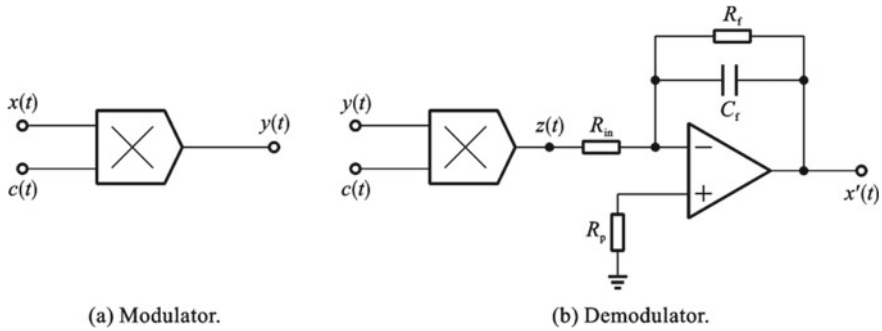 x(t)
c(t)
y(t)
(a) Modulator.
y(t)
c(t)
z(t)
R_in
R_f
C_f
−
+
R_p
x'(t)
(b) Demodulator.